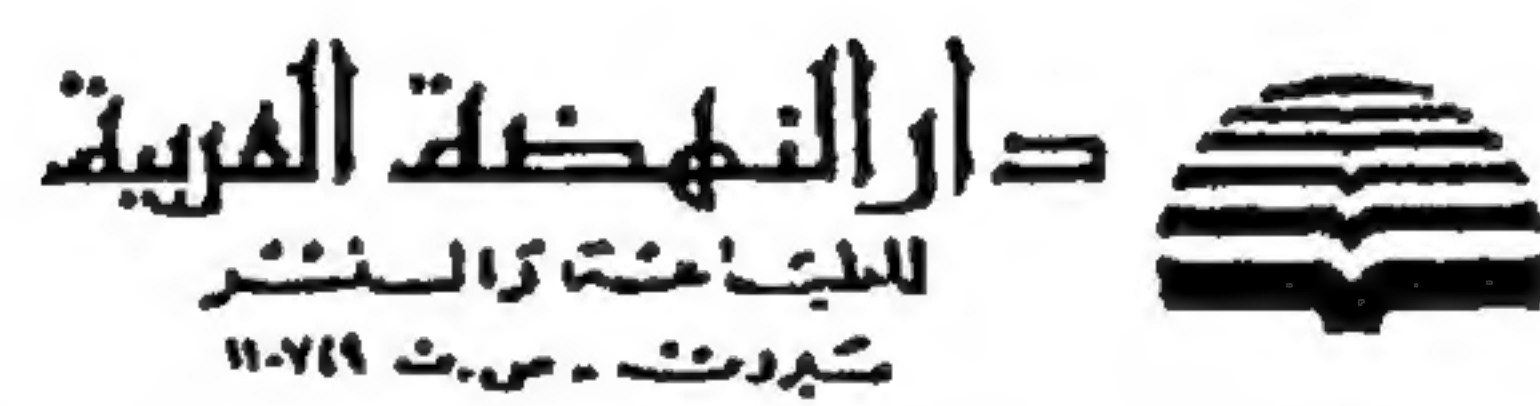 دار النهضة العربية
للطباعة والنشر
بيروت - ص.ب ١١-٧٤٩